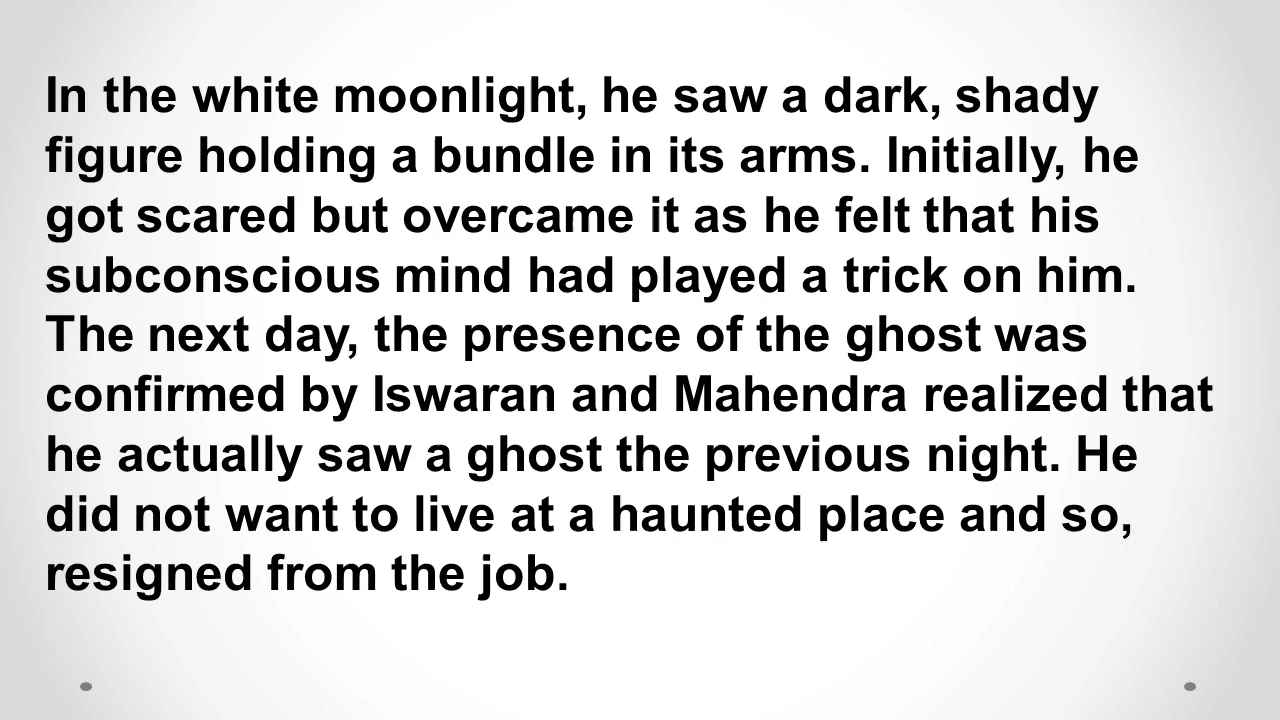 In the white moonlight, he saw a dark, shady
figure holding a bundle in its arms. Initially, he
got scared but overcame it as he felt that his
subconscious mind had played a trick on him.
The next day, the presence of the ghost was
confirmed by Iswaran and Mahendra realized that
he actually saw a ghost the previous night. He
did not want to live at a haunted place and so,
resigned from the job.